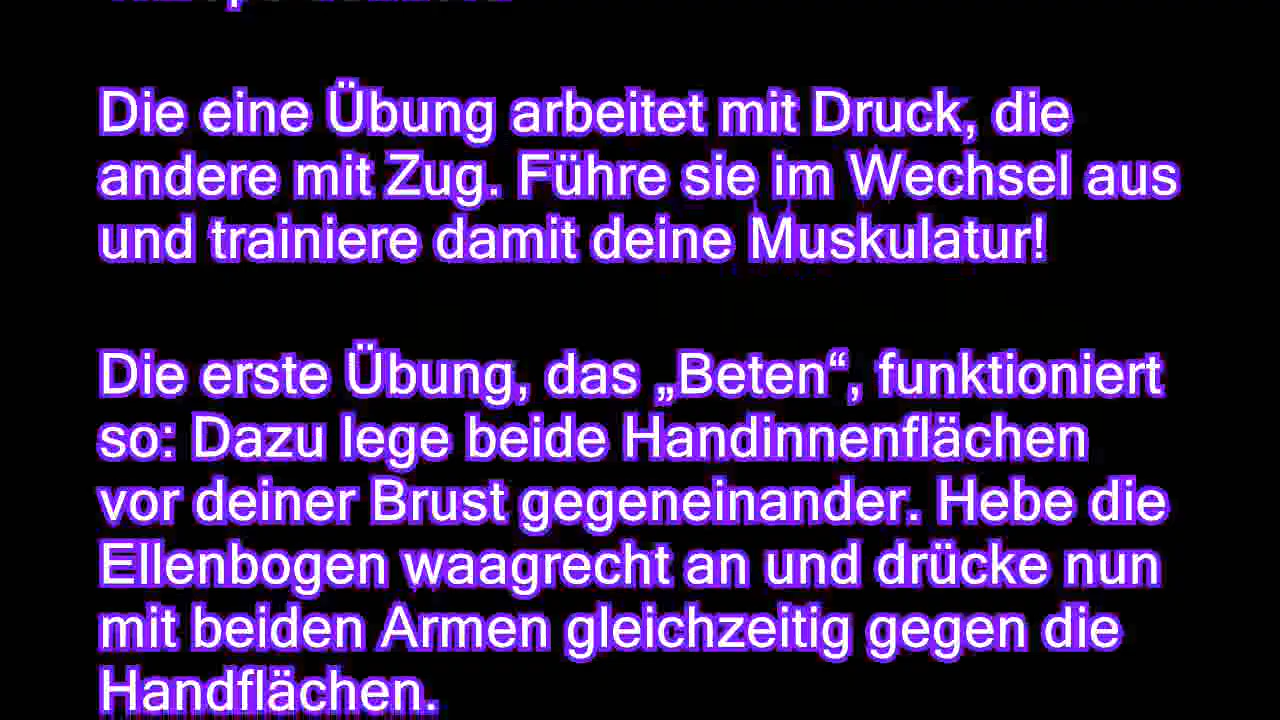 Die eine Übung arbeitet mit Druck, die
andere mit Zug. Führe sie im Wechsel aus
und trainiere damit deine Muskulatur!
Die erste Übung, das „Beten“, funktioniert
so: Dazu lege beide Handinnenflächen
vor deiner Brust gegeneinander. Hebe die
Ellenbogen waagrecht an und drücke nun
mit beiden Armen gleichzeitig gegen die
Handflächen.